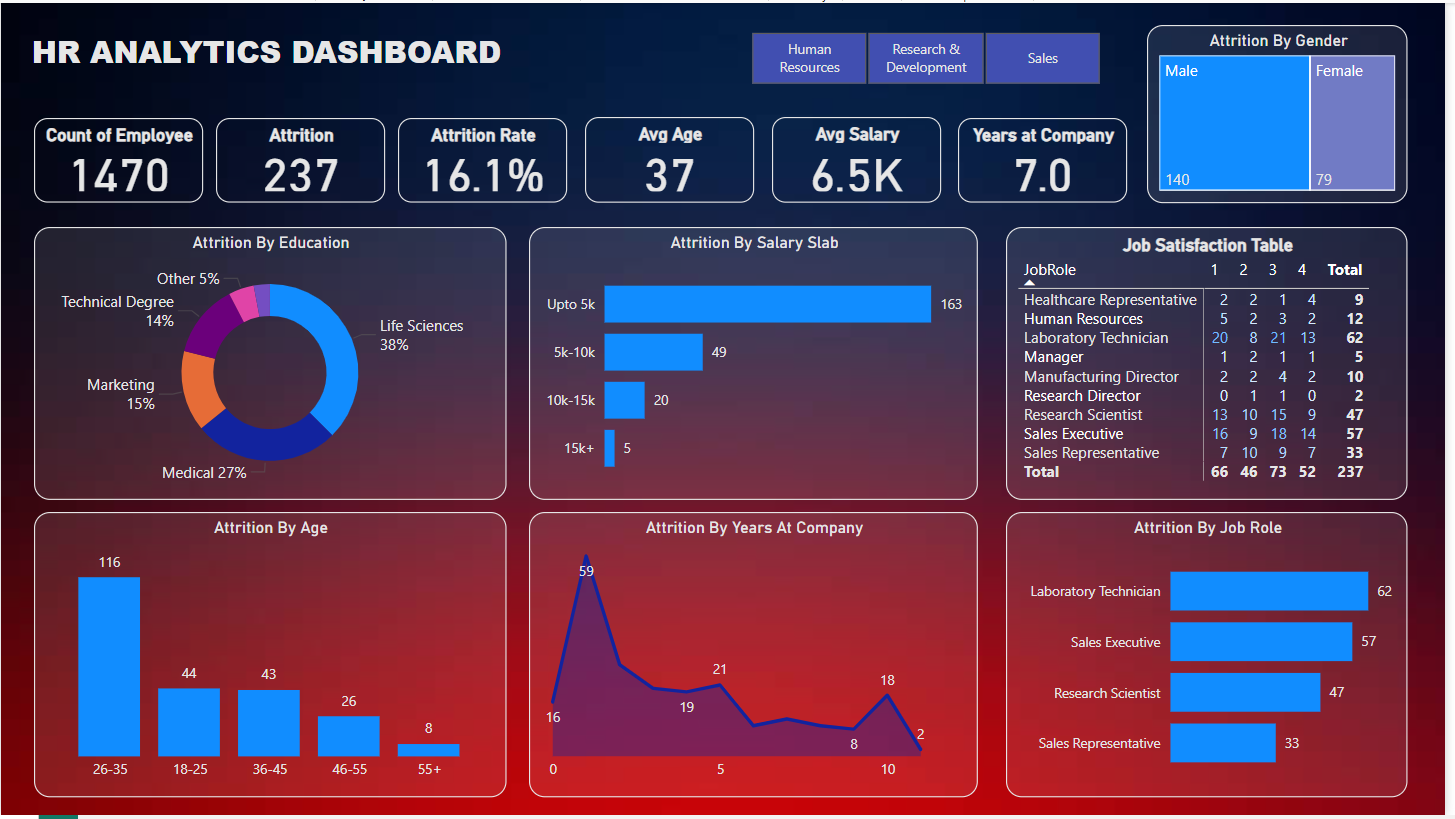 HR ANALYTICS DASHBOARD
Human
Resources
Research &
Development
Sales
Attrition By Gender
Male
Female
140
79
Count of Employee
1470
Attrition
237
Attrition Rate
16.1%
Avg Age
37
Avg Salary
6.5K
Years at Company
7.0
Attrition By Education
Other 5%
Technical Degree
14%
Life Sciences
38%
Marketing
15%
Medical 27%
Attrition By Salary Slab
Upto 5k 163
5k-10k 49
10k-15k 20
15k+ 5
Job Satisfaction Table
JobRole 1 2 3 4 Total
Healthcare Representative 2 2 1 4 9
Human Resources 5 2 3 2 12
Laboratory Technician 20 8 21 13 62
Manager 1 2 1 1 5
Manufacturing Director 2 2 4 2 10
Research Director 0 1 1 0 2
Research Scientist 13 10 15 9 47
Sales Executive 16 9 18 14 57
Sales Representative 7 10 9 7 33
Total 66 46 73 52 237
Attrition By Age
116
44
43
26
8
26-35 18-25 36-45 46-55 55+
Attrition By Years At Company
59
16
19
21
8
18
2
0 5 10
Attrition By Job Role
Laboratory Technician 62
Sales Executive 57
Research Scientist 47
Sales Representative 33